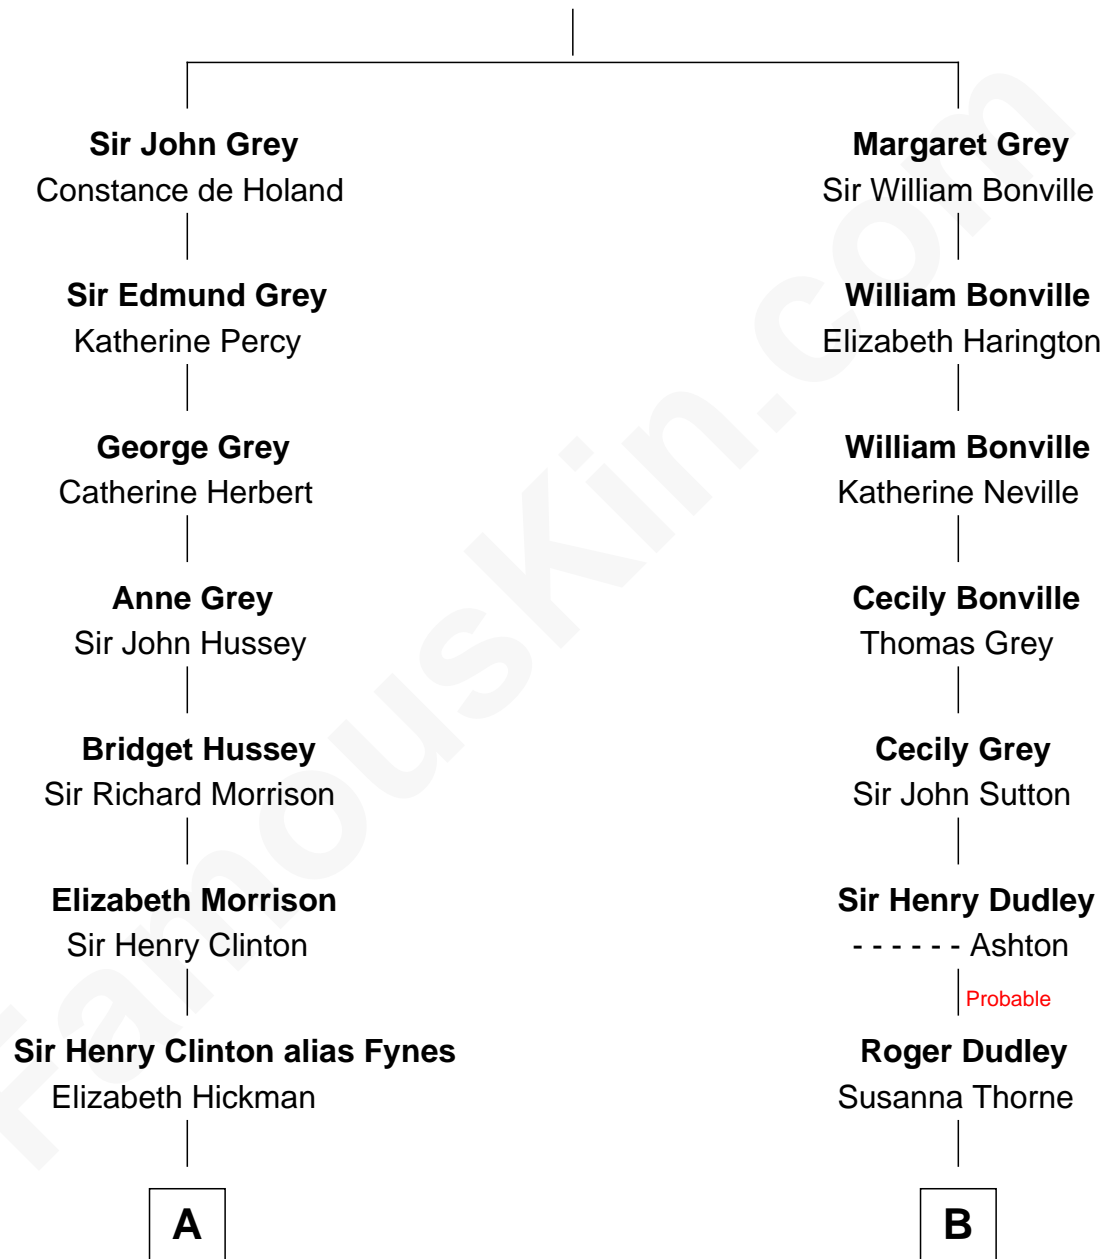 Sir John Grey
Constance de Holand
Sir Edmund Grey
Katherine Percy
George Grey
Catherine Herbert
Anne Grey
Sir John Hussey
Bridget Hussey
Sir Richard Morrison
Elizabeth Morrison
Sir Henry Clinton
Sir Henry Clinton alias Fynes
Elizabeth Hickman
A
Margaret Grey
Sir William Bonville
William Bonville
Elizabeth Harington
William Bonville
Katherine Neville
Cecily Bonville
Thomas Grey
Cecily Grey
Sir John Sutton
Sir Henry Dudley
- - - - - - Ashton
Probable
Roger Dudley
Susanna Thorne
B
FamousKin.com